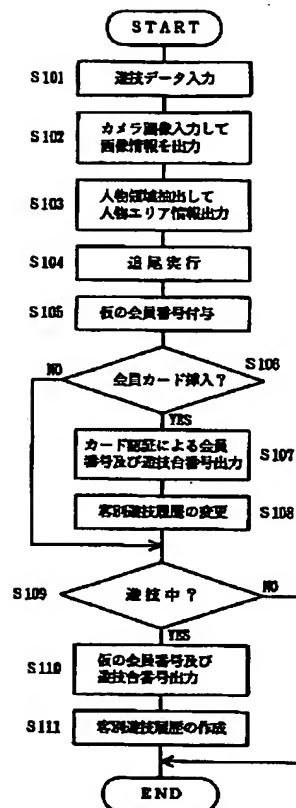 START
S101
遊技データ入力
S102
カメラ画像入力して
画像情報を出力
S103
人物領域抽出して
人物エリア情報出力
S104
追尾実行
S105
仮の会員番号付与
S106
会員カード挿入?
NO
YES
カード認証による会員
番号及び遊技台番号出力
S107
客別遊技履歴の変更
S108
S109
遊技中?
NO
YES
S110
仮の会員番号及び
遊技台番号出力
S111
客別遊技履歴の作成
END